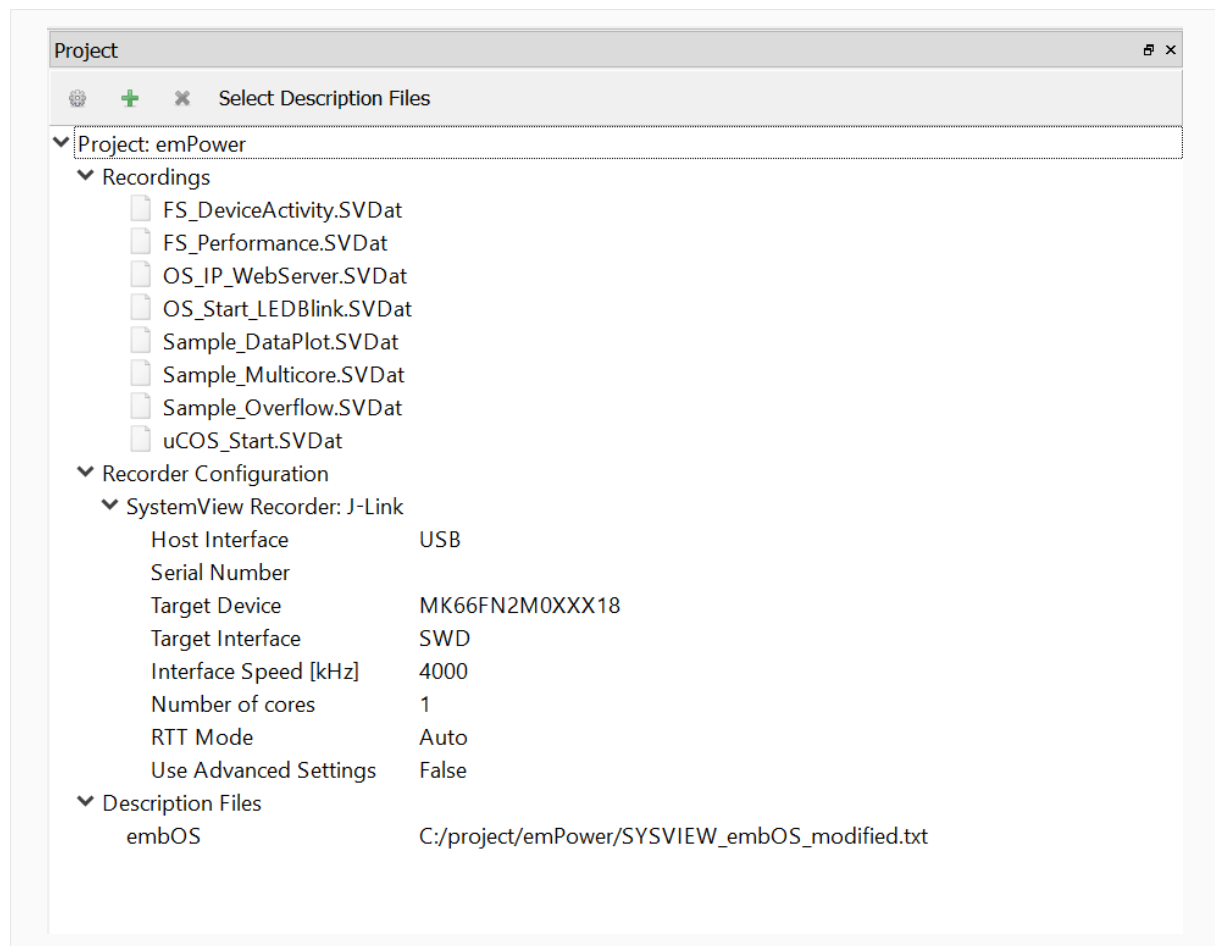 Project
Select Description Files
Project: emPower
Recordings
FS_DeviceActivity.SVDat
FS_Performance.SVDat
OS_IP_WebServer.SVDat
OS_Start_LEDBlink.SVDat
Sample_DataPlot.SVDat
Sample_Multicore.SVDat
Sample_Overflow.SVDat
uCOS_Start.SVDat
Recorder Configuration
SystemView Recorder: J-Link
Host Interface USB
Serial Number
Target Device MK66FN2M0XXX18
Target Interface SWD
Interface Speed [kHz] 4000
Number of cores 1
RTT Mode Auto
Use Advanced Settings False
Description Files
embOS C:/project/emPower/SYSVIEW_embOS_modified.txt